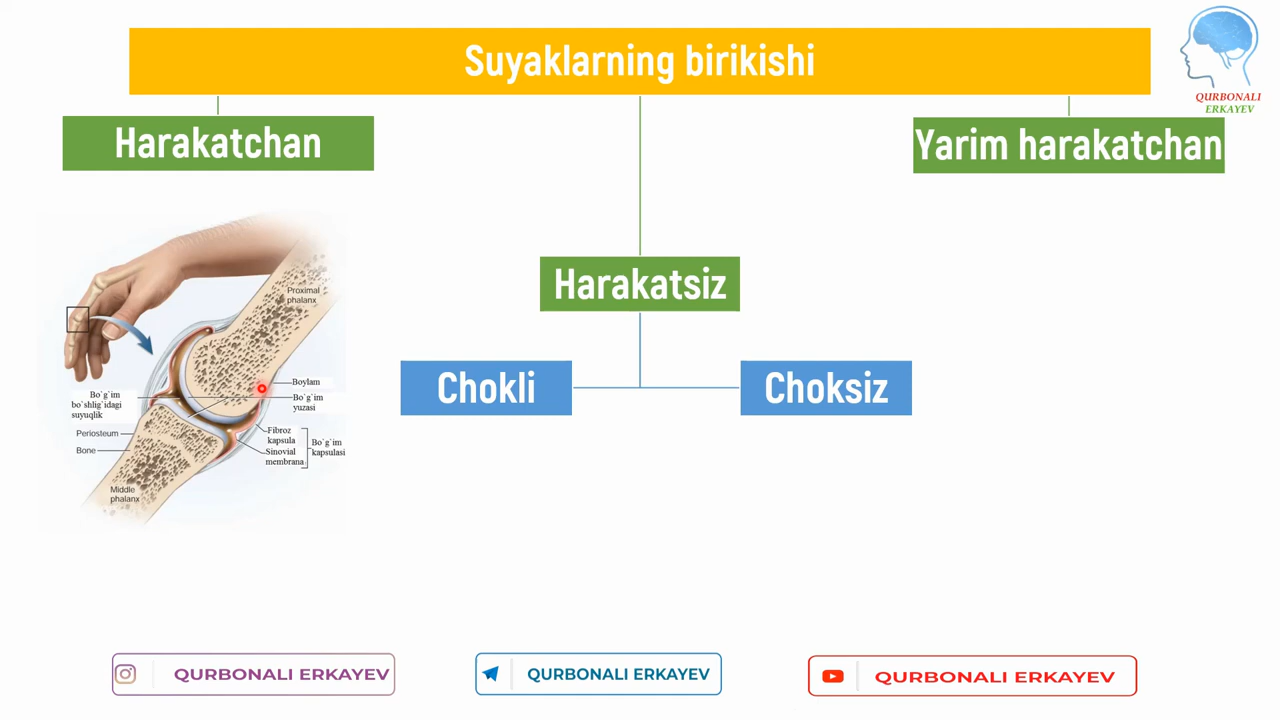 Suyaklarning birikishi
QURBONALI
ERKAYEV
Harakatchan
Yarim harakatchan
Harakatsiz
Chokli
Choksiz
Proximal
phalanx
Boylam
Bo`g`im
yuzasi
Bo`g`im
bo`shlig`idagi
suyuqlik
Periosteum
Bone
Fibroz
kapsula
Sinovial
membrana
Bo`g`im
kapsulasi
Middle
phalanx
QURBONALI ERKAYEV
QURBONALI ERKAYEV
QURBONALI ERKAYEV